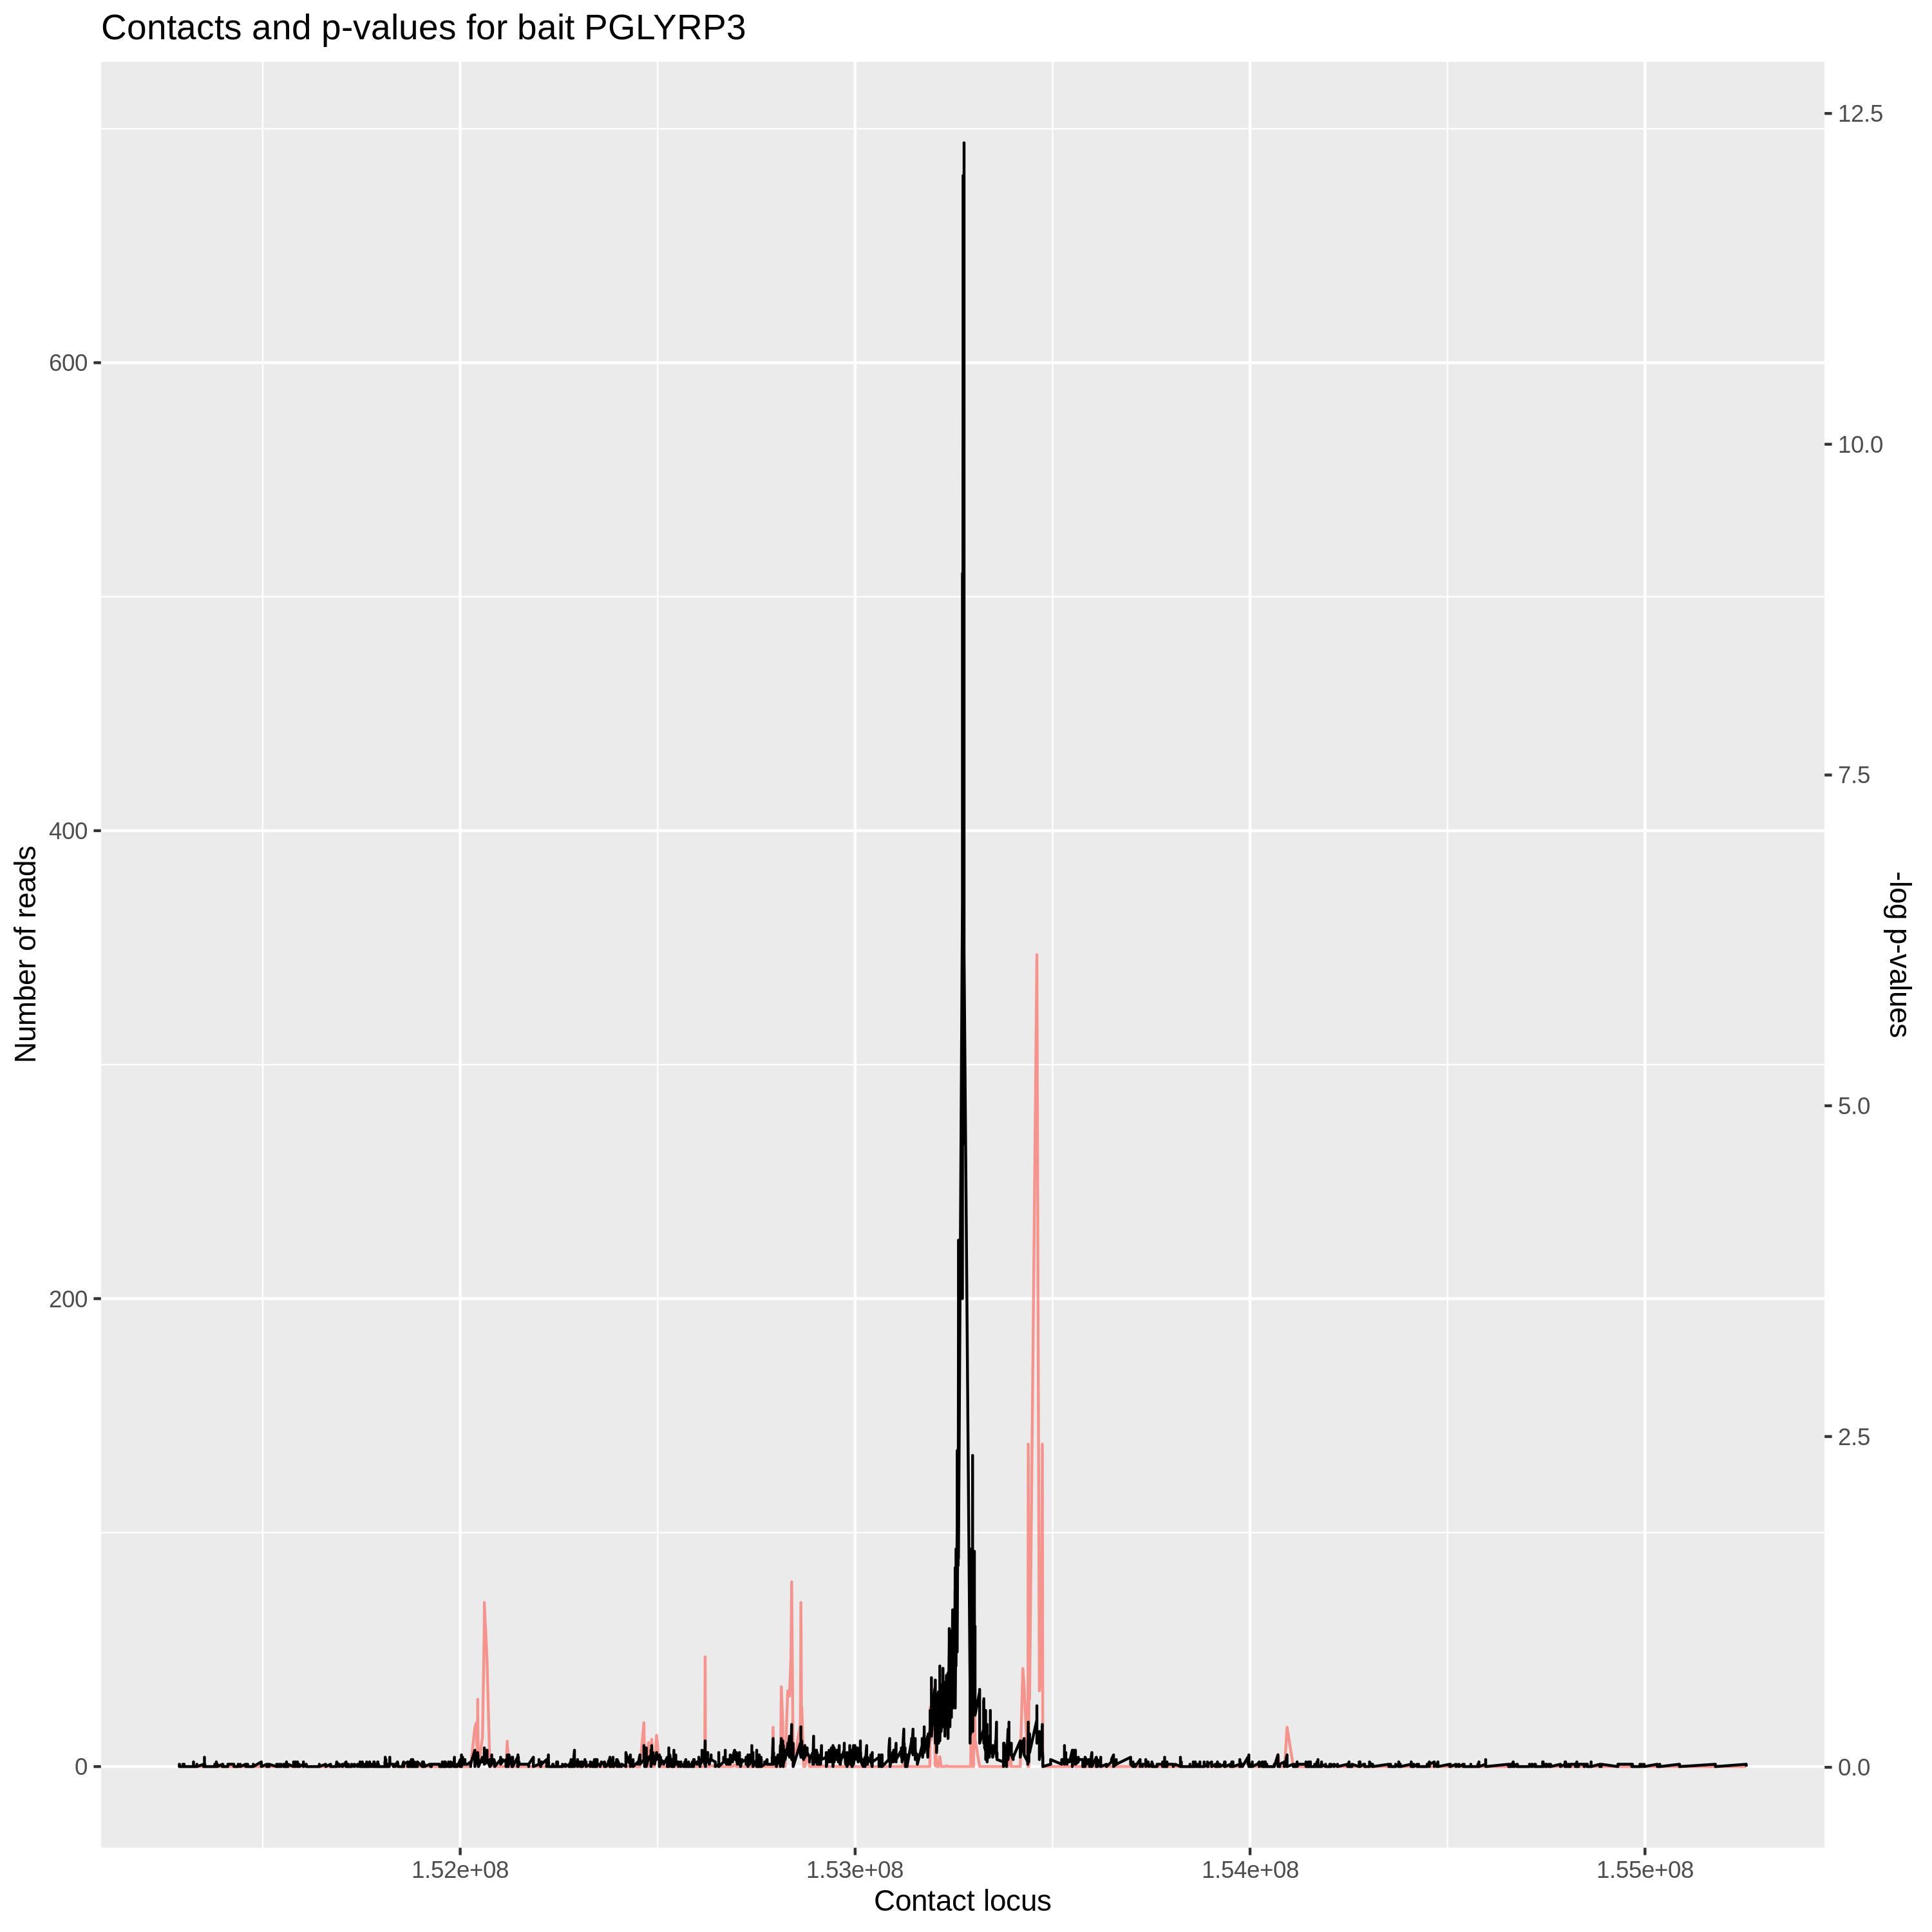 Contacts and p-values for bait PGLYRP3
Number of reads
600
400
200
0
12.5
10.0
7.5
5.0
2.5
0.0
-log p-values
1.52e+08
1.53e+08
1.54e+08
1.55e+08
Contact locus